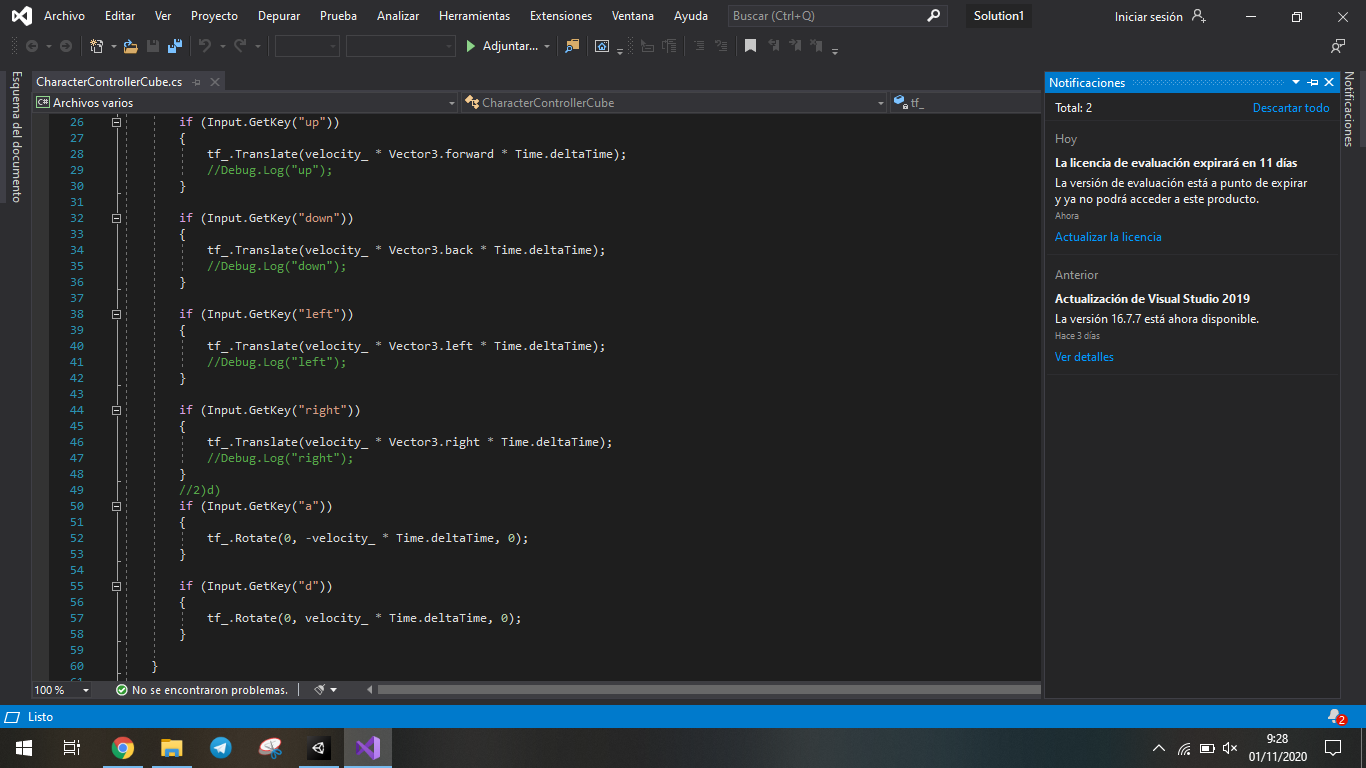 Archivo Editar Ver Proyecto Depurar Prueba Analizar Herramientas Extensiones Ventana Ayuda Buscar (Ctrl+Q) Solution1 Iniciar sesión
Adjuntar...
Esquema del documento
CharacterControllerCube.cs
C# Archivos varios CharacterControllerCube tf_
26 if (Input.GetKey("up"))
27 {
28 tf_.Translate(velocity_ * Vector3.forward * Time.deltaTime);
29 //Debug.Log("up");
30 }
31
32 if (Input.GetKey("down"))
33 {
34 tf_.Translate(velocity_ * Vector3.back * Time.deltaTime);
35 //Debug.Log("down");
36 }
37
38 if (Input.GetKey("left"))
39 {
40 tf_.Translate(velocity_ * Vector3.left * Time.deltaTime);
41 //Debug.Log("left");
42 }
43
44 if (Input.GetKey("right"))
45 {
46 tf_.Translate(velocity_ * Vector3.right * Time.deltaTime);
47 //Debug.Log("right");
48 }
49 //2)d)
50 if (Input.GetKey("a"))
51 {
52 tf_.Rotate(0, -velocity_ * Time.deltaTime, 0);
53 }
54
55 if (Input.GetKey("d"))
56 {
57 tf_.Rotate(0, velocity_ * Time.deltaTime, 0);
58 }
59
60 }
61
100 % No se encontraron problemas.
Notificaciones
Total: 2 Descartar todo
Hoy
La licencia de evaluación expirará en 11 días
La versión de evaluación está a punto de expirar
y ya no podrá acceder a este producto.
Ahora
Actualizar la licencia
Anterior
Actualización de Visual Studio 2019
La versión 16.7.7 está ahora disponible.
Hace 3 días
Ver detalles
Notificaciones
Listo 2
9:28
01/11/2020